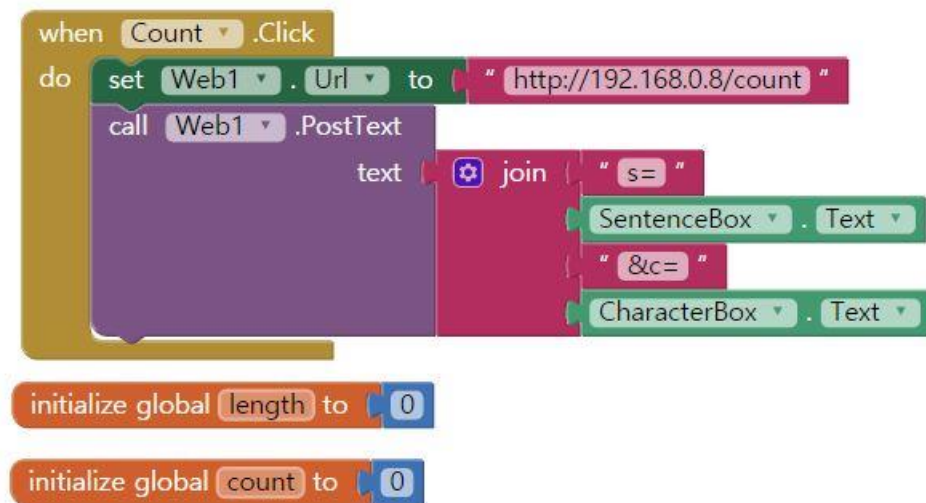 when Count .Click
do set Web1 . Url to " http://192.168.0.8/count "
call Web1 .PostText
text join " s= "
SentenceBox . Text
" &c= "
CharacterBox . Text
initialize global length to 0
initialize global count to 0